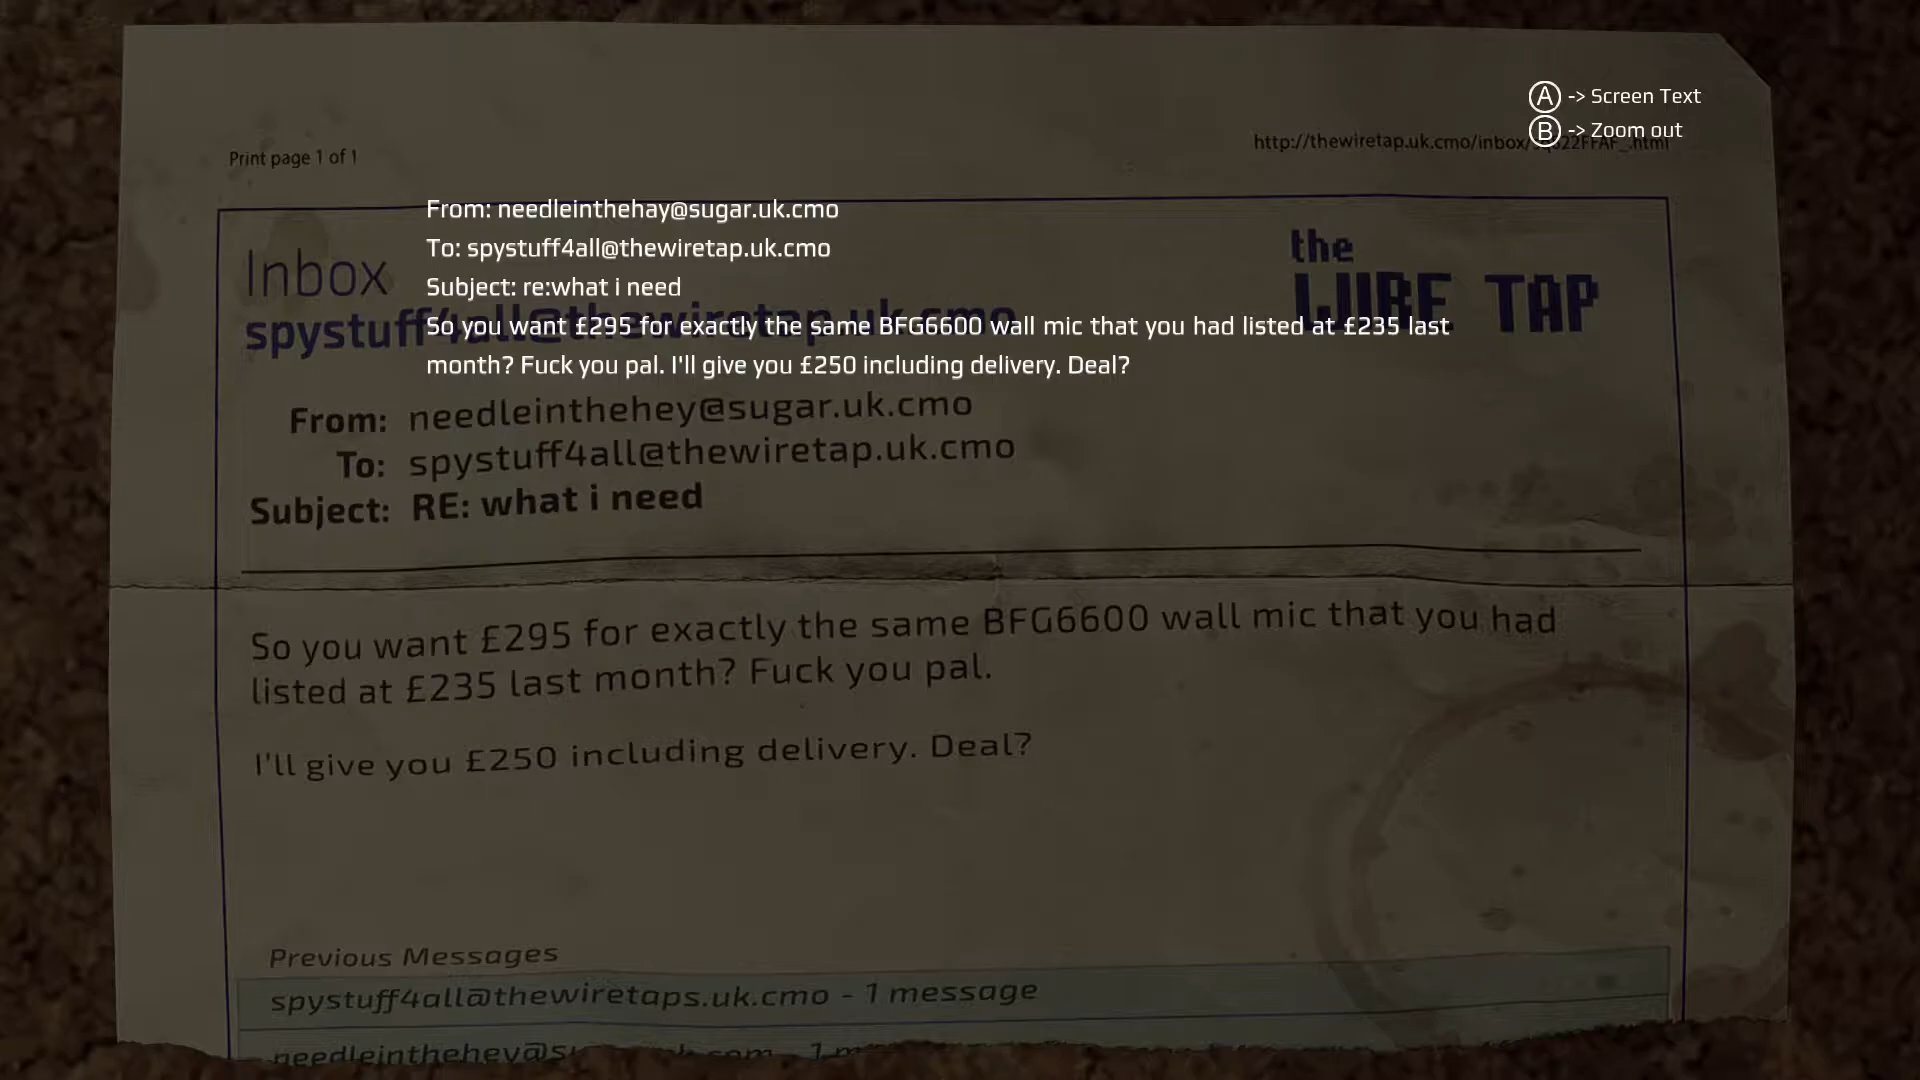 A -> Screen Text
B -> Zoom out
Print page 1 of 1
http://thewiretap.uk.cmo/inbox/
From: needleinthehay@sugar.uk.cmo
To: spystuff4all@thewiretap.uk.cmo
Subject: re:what i need
So you want £295 for exactly the same BFG6600 wall mic that you had listed at £235 last
month? Fuck you pal. I'll give you £250 including delivery. Deal?
Inbox
spystuff4all@thewiretap.uk.cmo
the
WIRE TAP
From: needleinthehey@sugar.uk.cmo
To: spystuff4all@thewiretap.uk.cmo
Subject: RE: what i need
So you want £295 for exactly the same BFG6600 wall mic that you had
listed at £235 last month? Fuck you pal.
I'll give you £250 including delivery. Deal?
Previous Messages
spystuff4all@thewiretaps.uk.cmo - 1 message